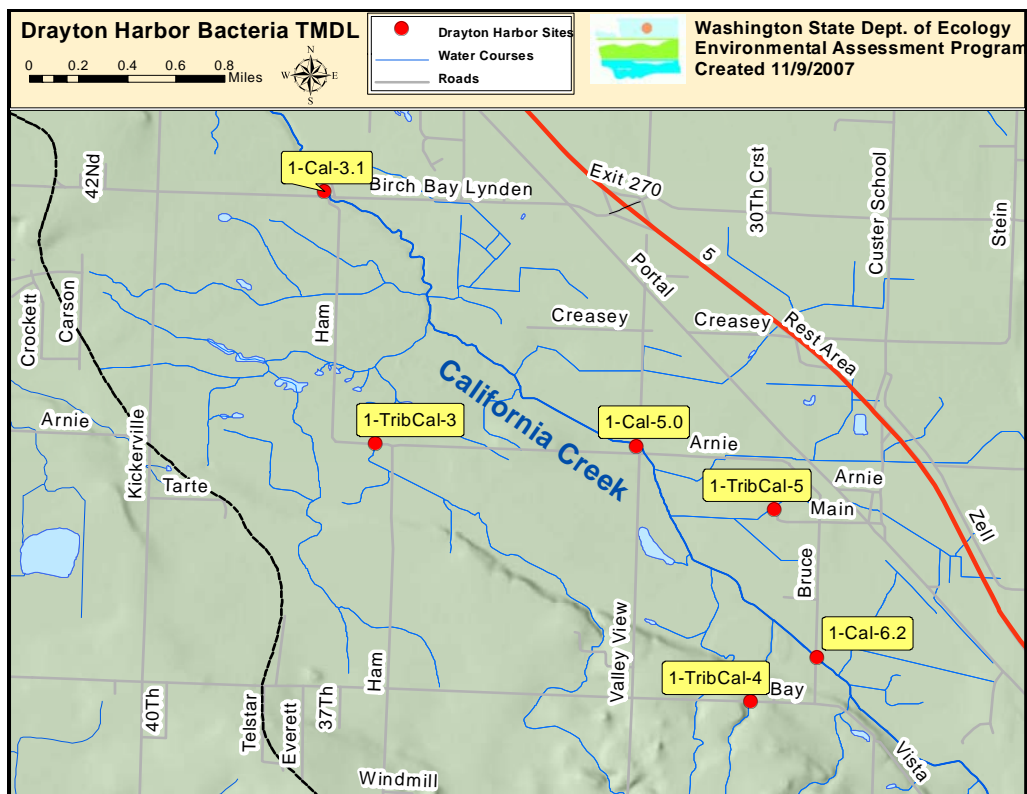 Drayton Harbor Bacteria TMDL
0 0.2 0.4 0.8
Miles
N
W E
S
Drayton Harbor Sites
Water Courses
Roads
Washington State Dept. of Ecology
Environmental Assessment Program
Created 11/9/2007
42Nd
1-Cal-3.1
Birch Bay Lynden
Exit 270
30Th Crst
Custer School
Stein
5
Portal
Crockett
Carson
Ham
Creasey
Creasey
Rest Area
California Creek
Arnie
Kickerville
Tarte
1-TribCal-3
1-Cal-5.0
Arnie
1-TribCal-5
Arnie
Main
Zell
Bruce
Valley View
1-Cal-6.2
1-TribCal-4
Bay
Ham
40Th
Telstar
Everett
37Th
Vista
Windmill